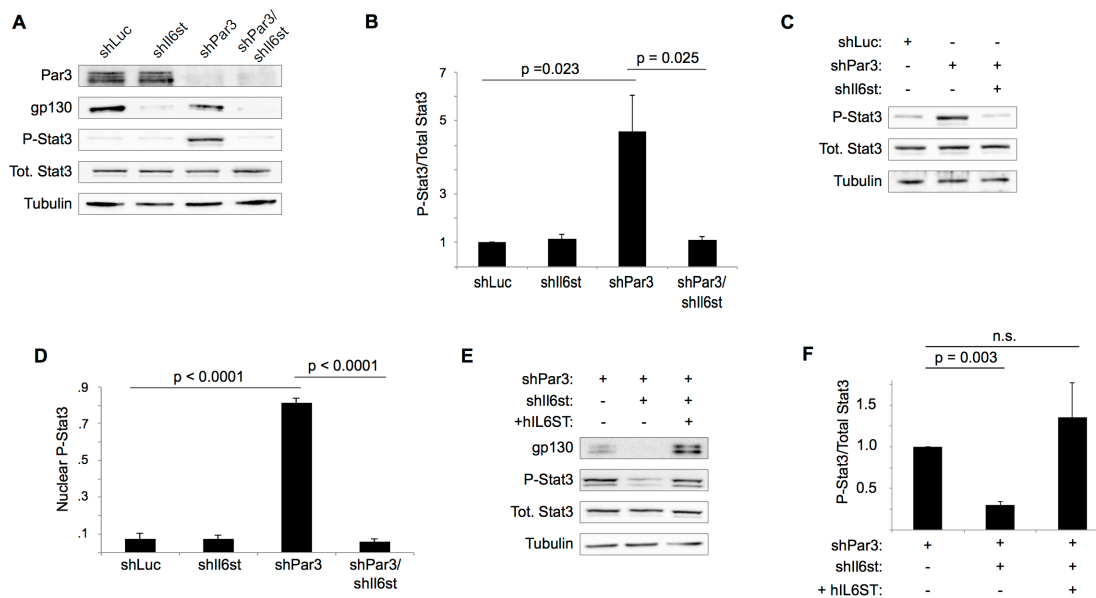 A
shLuc
shIl6st
shPar3
shPar3/
shIl6st
Par3
gp130
P-Stat3
Tot. Stat3
Tubulin
B
p =0.023
p = 0.025
P-Stat3/Total Stat3
7
5
3
1
shLuc
shIl6st
shPar3
shPar3/
shIl6st
C
shLuc: + - -
shPar3: - + +
shIl6st: - - +
P-Stat3
Tot. Stat3
Tubulin
D
p < 0.0001
p < 0.0001
Nuclear P-Stat3
.9
.7
.5
.3
.1
shLuc
shIl6st
shPar3
shPar3/
shIl6st
E
shPar3: + + +
shIl6st: - + +
+hIL6ST: - - +
gp130
P-Stat3
Tot. Stat3
Tubulin
F
n.s.
p = 0.003
P-Stat3/Total Stat3
1.5
1.0
0.5
0
shPar3: + + +
shIl6st: - + +
+ hIL6ST: - - +